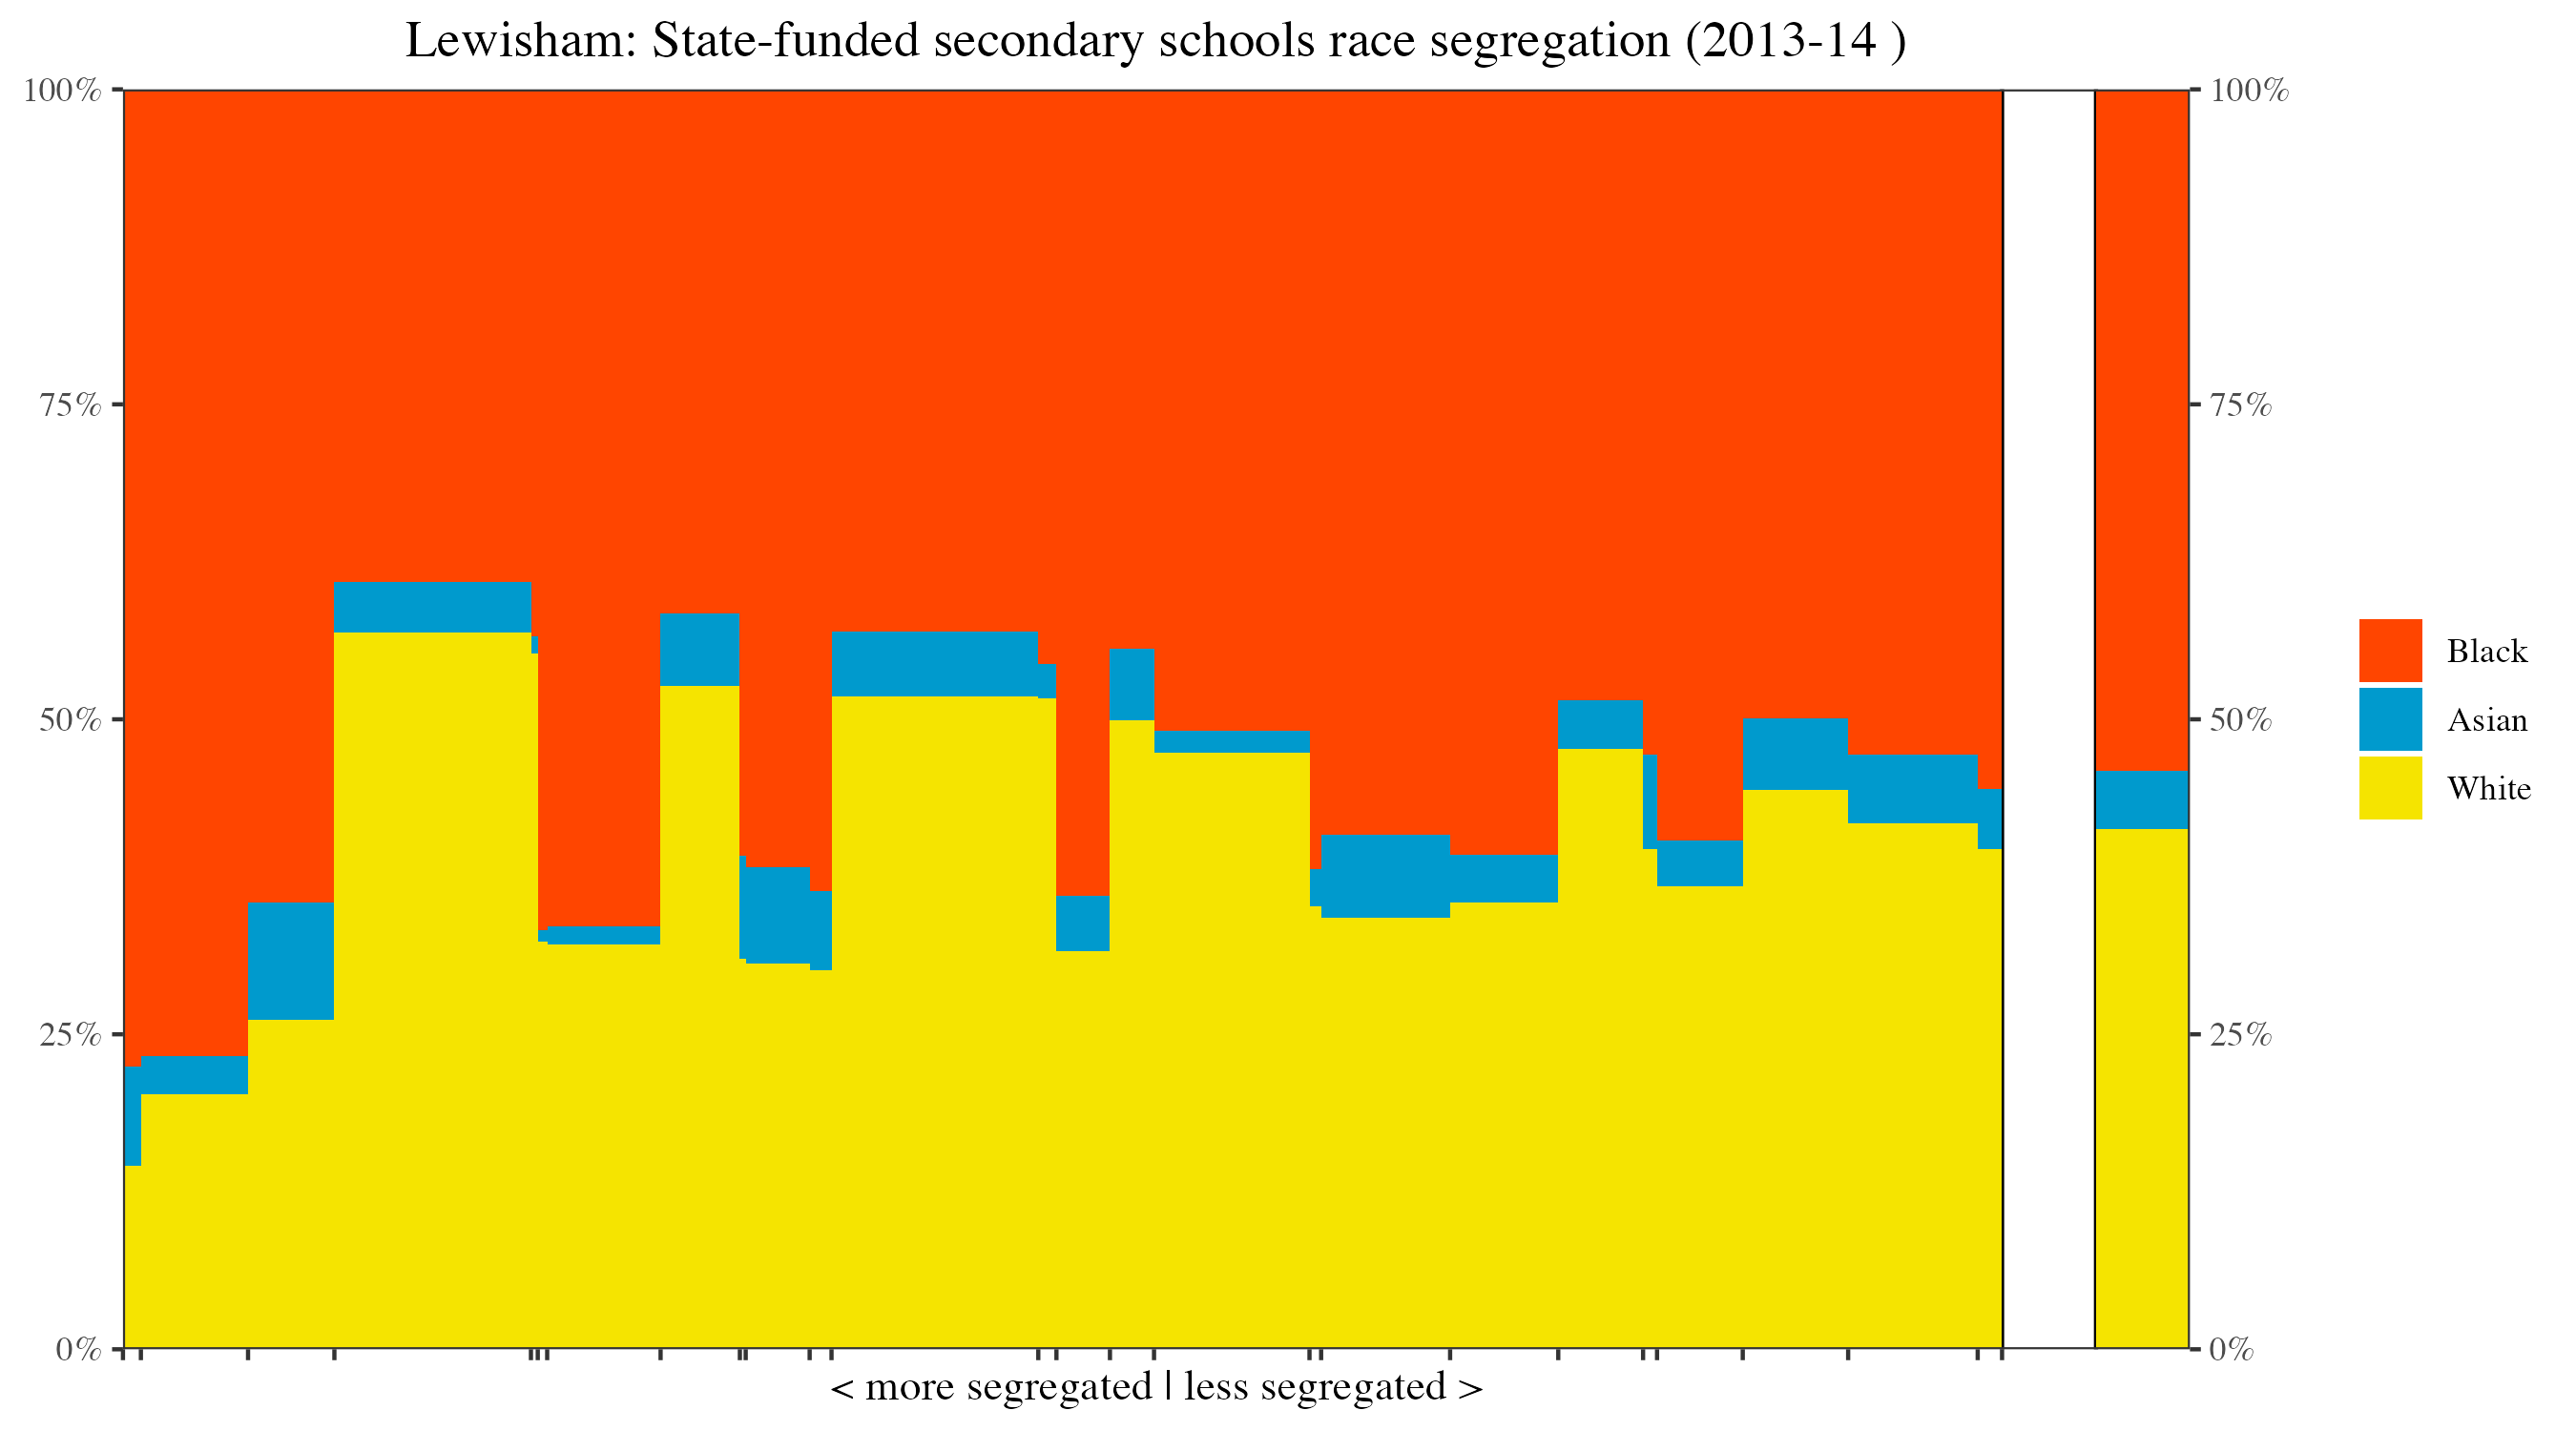 Lewisham: State-funded secondary schools race segregation (2013-14 )
100%
75%
50%
25%
0%
100%
75%
50%
25%
0%
Black
Asian
White
< more segregated | less segregated >